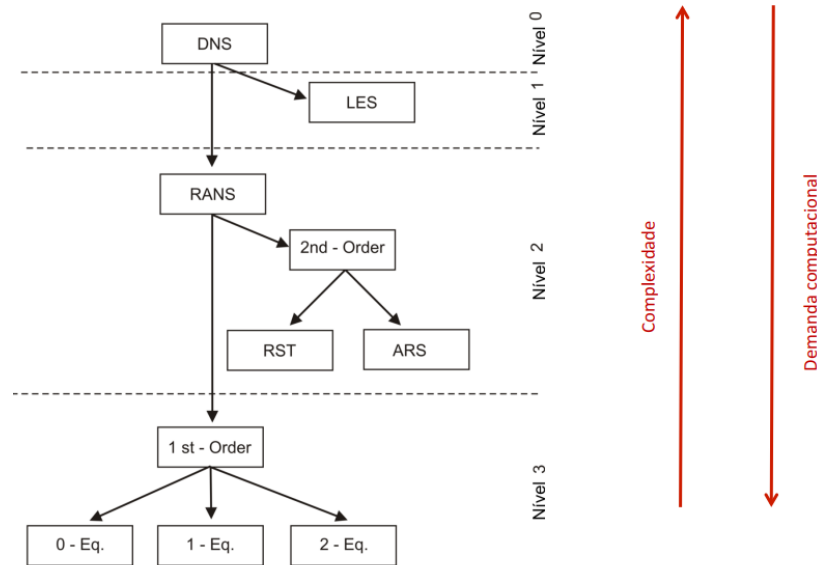 DNS
Nível 0
LES
Nível 1
RANS
2nd - Order
Nível 2
RST
ARS
1 st - Order
Nível 3
0 - Eq.
1 - Eq.
2 - Eq.
Complexidade
Demanda computacional